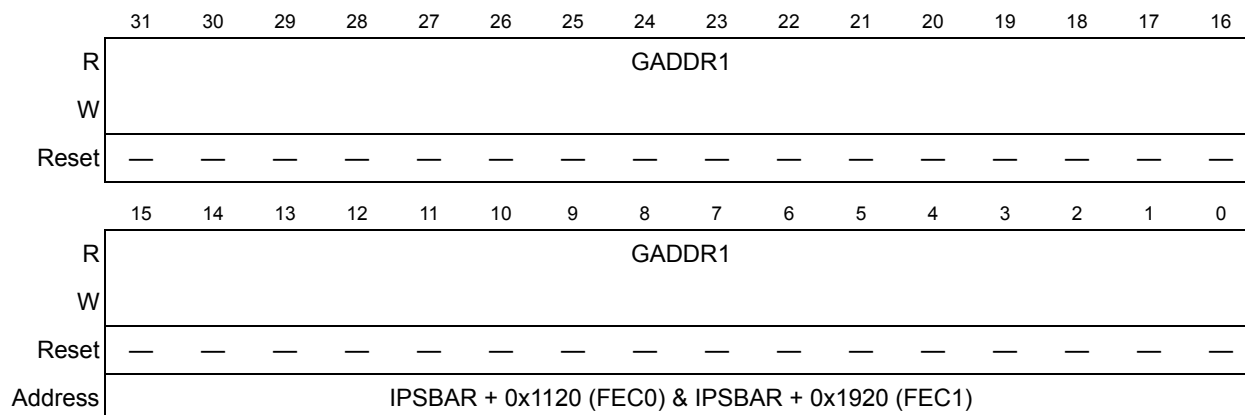 31 30 29 28 27 26 25 24 23 22 21 20 19 18 17 16
R GADDR1
W
Reset — — — — — — — — — — — — — — — —
15 14 13 12 11 10 9 8 7 6 5 4 3 2 1 0
R GADDR1
W
Reset — — — — — — — — — — — — — — — —
Address IPSBAR + 0x1120 (FEC0) & IPSBAR + 0x1920 (FEC1)